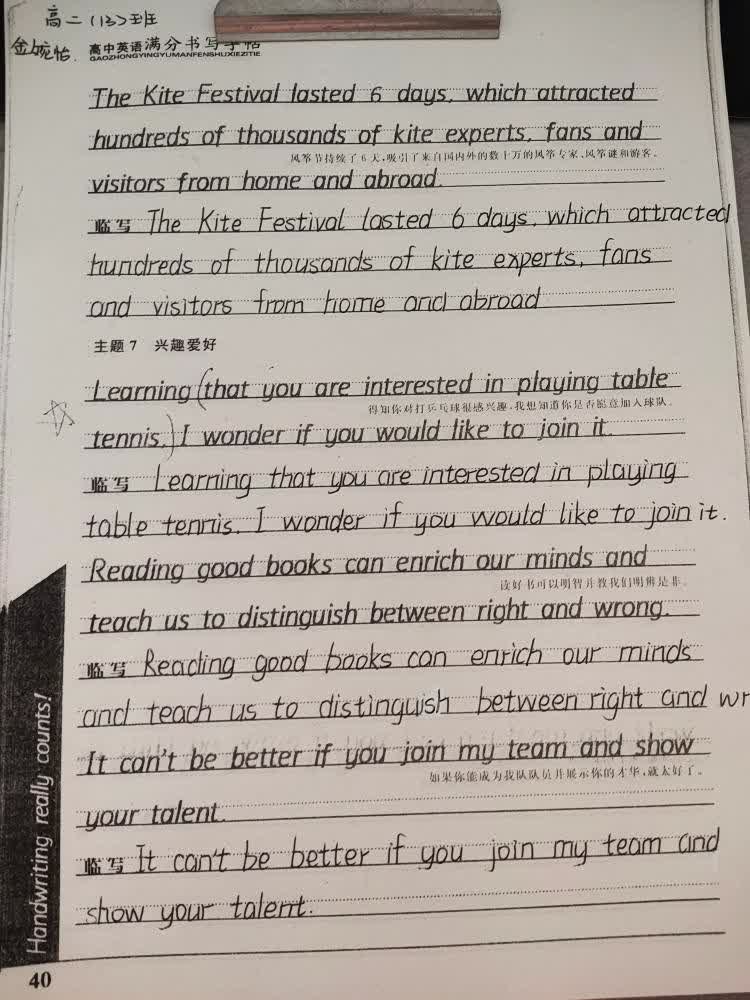 高二(13)班
金婉怡.
高中英语满分书写字帖
GAOZHONGYINGYUMANFENSHUXIEZITIE
The Kite Festival lasted 6 days, which attracted
hundreds of thousands of kite experts, fans and
风筝节持续了6天,吸引了来自国内外的数十万的风筝专家、风筝谜和游客。
visitors from home and abroad.
临写 The Kite Festival lasted 6 days, which attracted
hundreds of thousands of kite experts, fans
and visitors from home and abroad
主题7 兴趣爱好
Learning (that you are interested in playing table
得知你对打乒乓球很感兴趣,我想知道你是否愿意加入球队。
tennis,) I wonder if you would like to join it.
临写 Learning that you are interested in playing
table tennis, I wonder if you would like to join it.
Reading good books can enrich our minds and
读好书可以明智并教我们明辨是非。
teach us to distinguish between right and wrong.
临写 Reading good books can enrich our minds
and teach us to distinguish between right and wr
It can't be better if you join my team and show
如果你能成为我队队员并展示你的才华,就太好了。
your talent.
临写 It can't be better if you join my team and
show your talent.
Handwriting really counts!
40